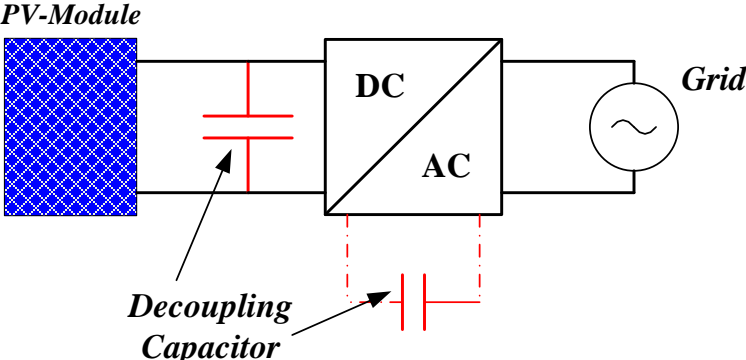 PV-Module
DC
Grid
AC
Decoupling
Capacitor